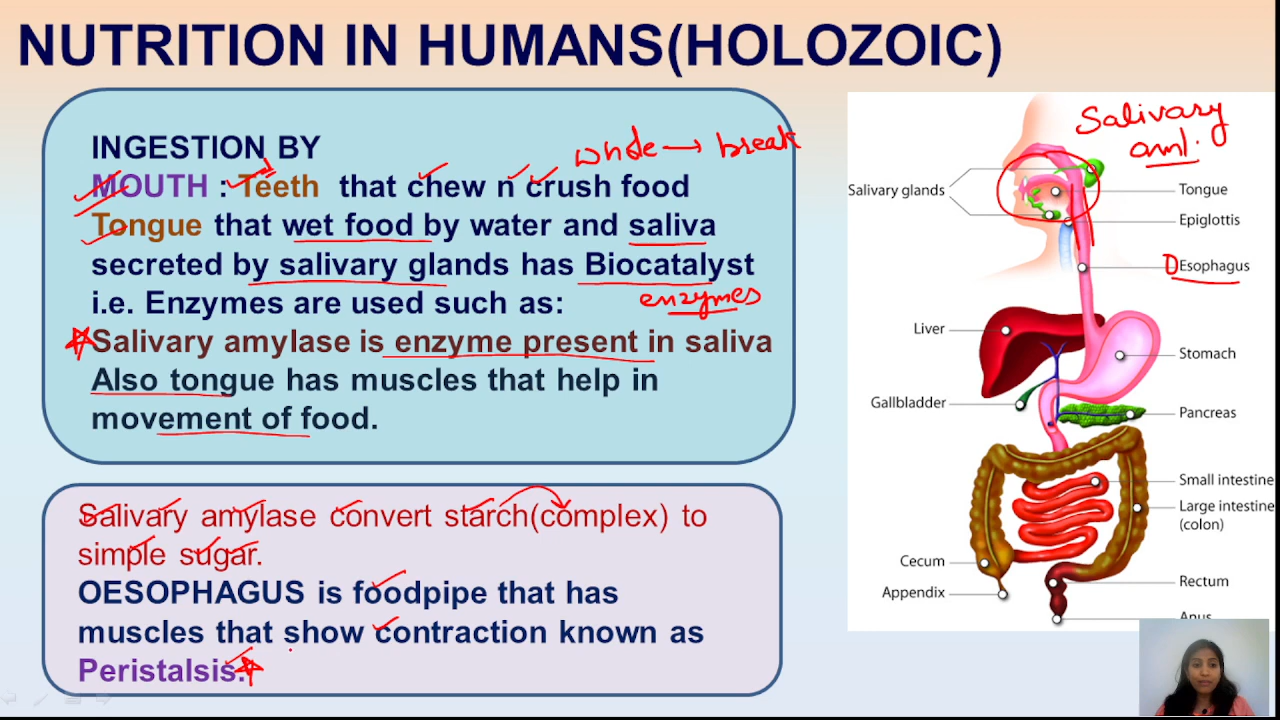 NUTRITION IN HUMANS(HOLOZOIC)
INGESTION BY
whole → break
MOUTH : Teeth that chew n crush food
Tongue that wet food by water and saliva
secreted by salivary glands has Biocatalyst
i.e. Enzymes are used such as:
enzymes
Salivary amylase is enzyme present in saliva
Also tongue has muscles that help in
movement of food.
Salivary amylase convert starch(complex) to
simple sugar.
OESOPHAGUS is foodpipe that has
muscles that show contraction known as
Peristalsis.
Salivary
aml.
Salivary glands
Tongue
Epiglottis
OEsophagus
Liver
Stomach
Gallbladder
Pancreas
Small intestine
Large intestine
(colon)
Cecum
Rectum
Appendix
Anus